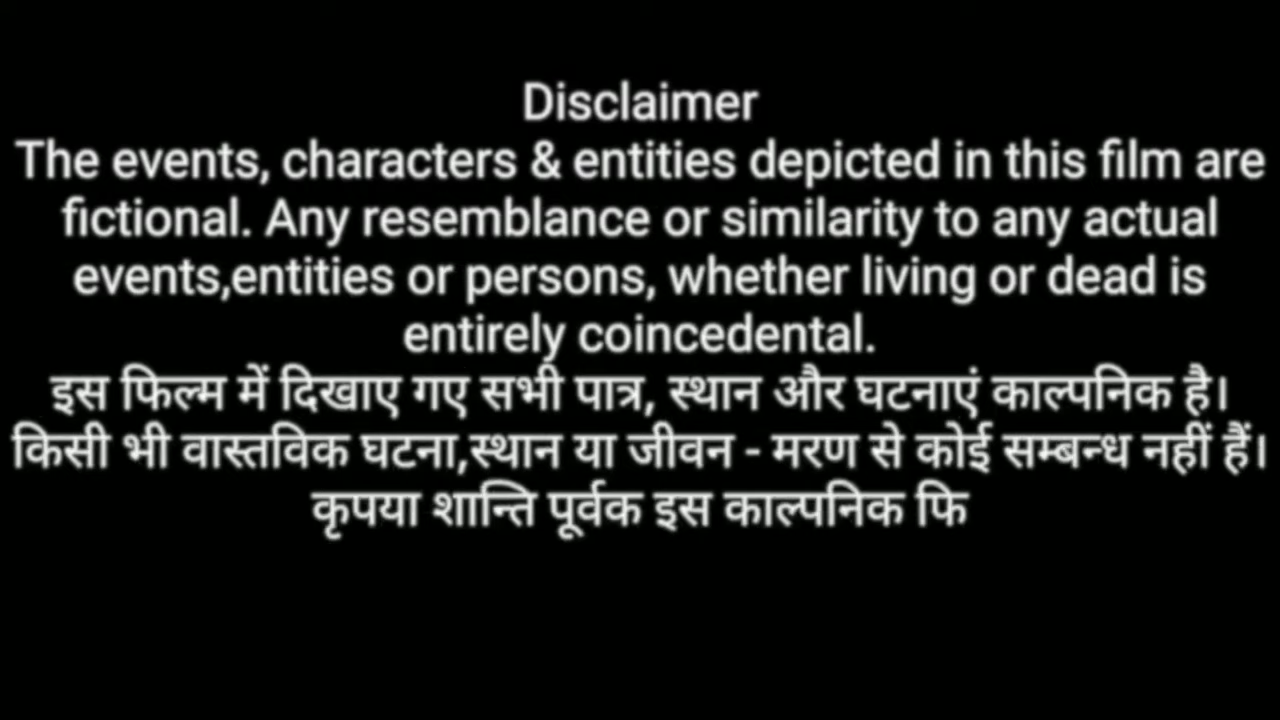 Disclaimer
The events, characters & entities depicted in this film are
fictional. Any resemblance or similarity to any actual
events,entities or persons, whether living or dead is
entirely coincedental.
इस फिल्म में दिखाए गए सभी पात्र, स्थान और घटनाएं काल्पनिक है।
किसी भी वास्तविक घटना,स्थान या जीवन - मरण से कोई सम्बन्ध नहीं हैं।
कृपया शान्ति पूर्वक इस काल्पनिक फि